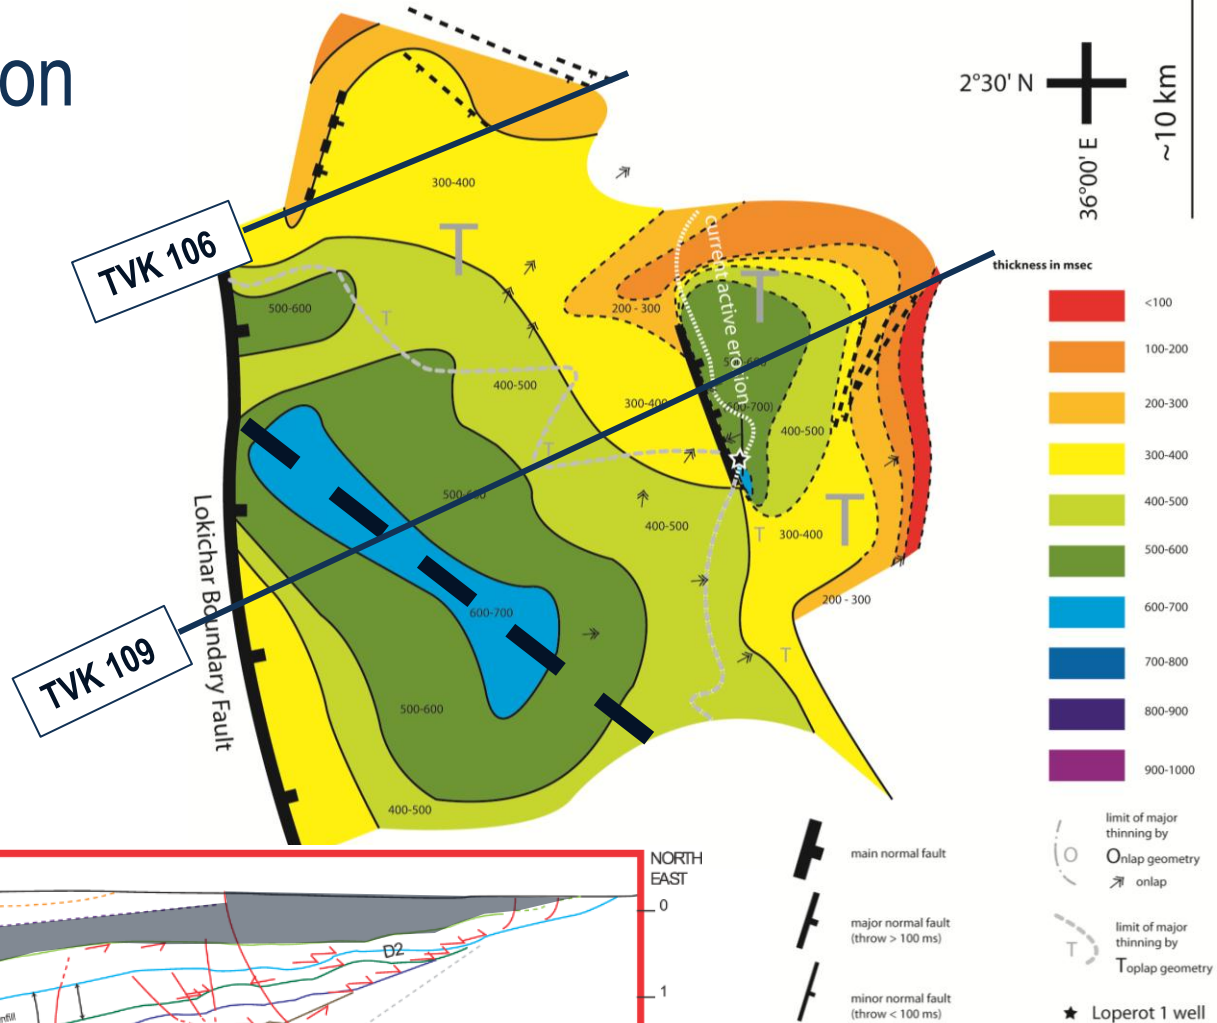 on
2°30' N
36°00' E
~10 km
TVK 106
300-400
T
current active erosion
thickness in msec
<100
100-200
200-300
300-400
400-500
500-600
600-700
700-800
800-900
900-1000
500-600
T
200 - 300
T
500-600
400-500
300-400
600-700)
400-500
T
500-600
400-500
T
300-400
T
Lokichar Boundary Fault
TVK 109
600-700
200 - 300
T
500-600
400-500
main normal fault
major normal fault
(throw > 100 ms)
minor normal fault
(throw < 100 ms)
limit of major
thinning by
O
Onlap geometry
onlap
limit of major
thinning by
T
Toplap geometry
Loperot 1 well
NORTH
EAST
0
D2
1
nfill